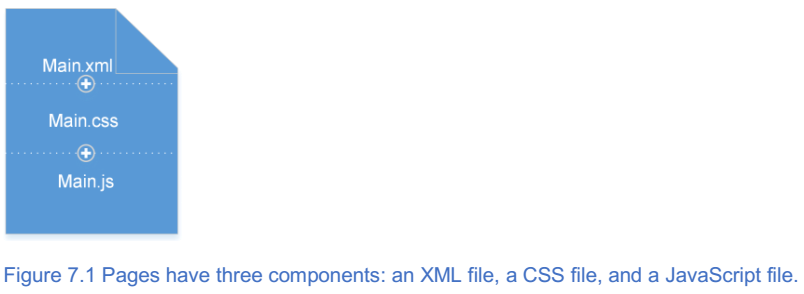 Main.xml
Main.css
Main.js
Figure 7.1 Pages have three components: an XML file, a CSS file, and a JavaScript file.